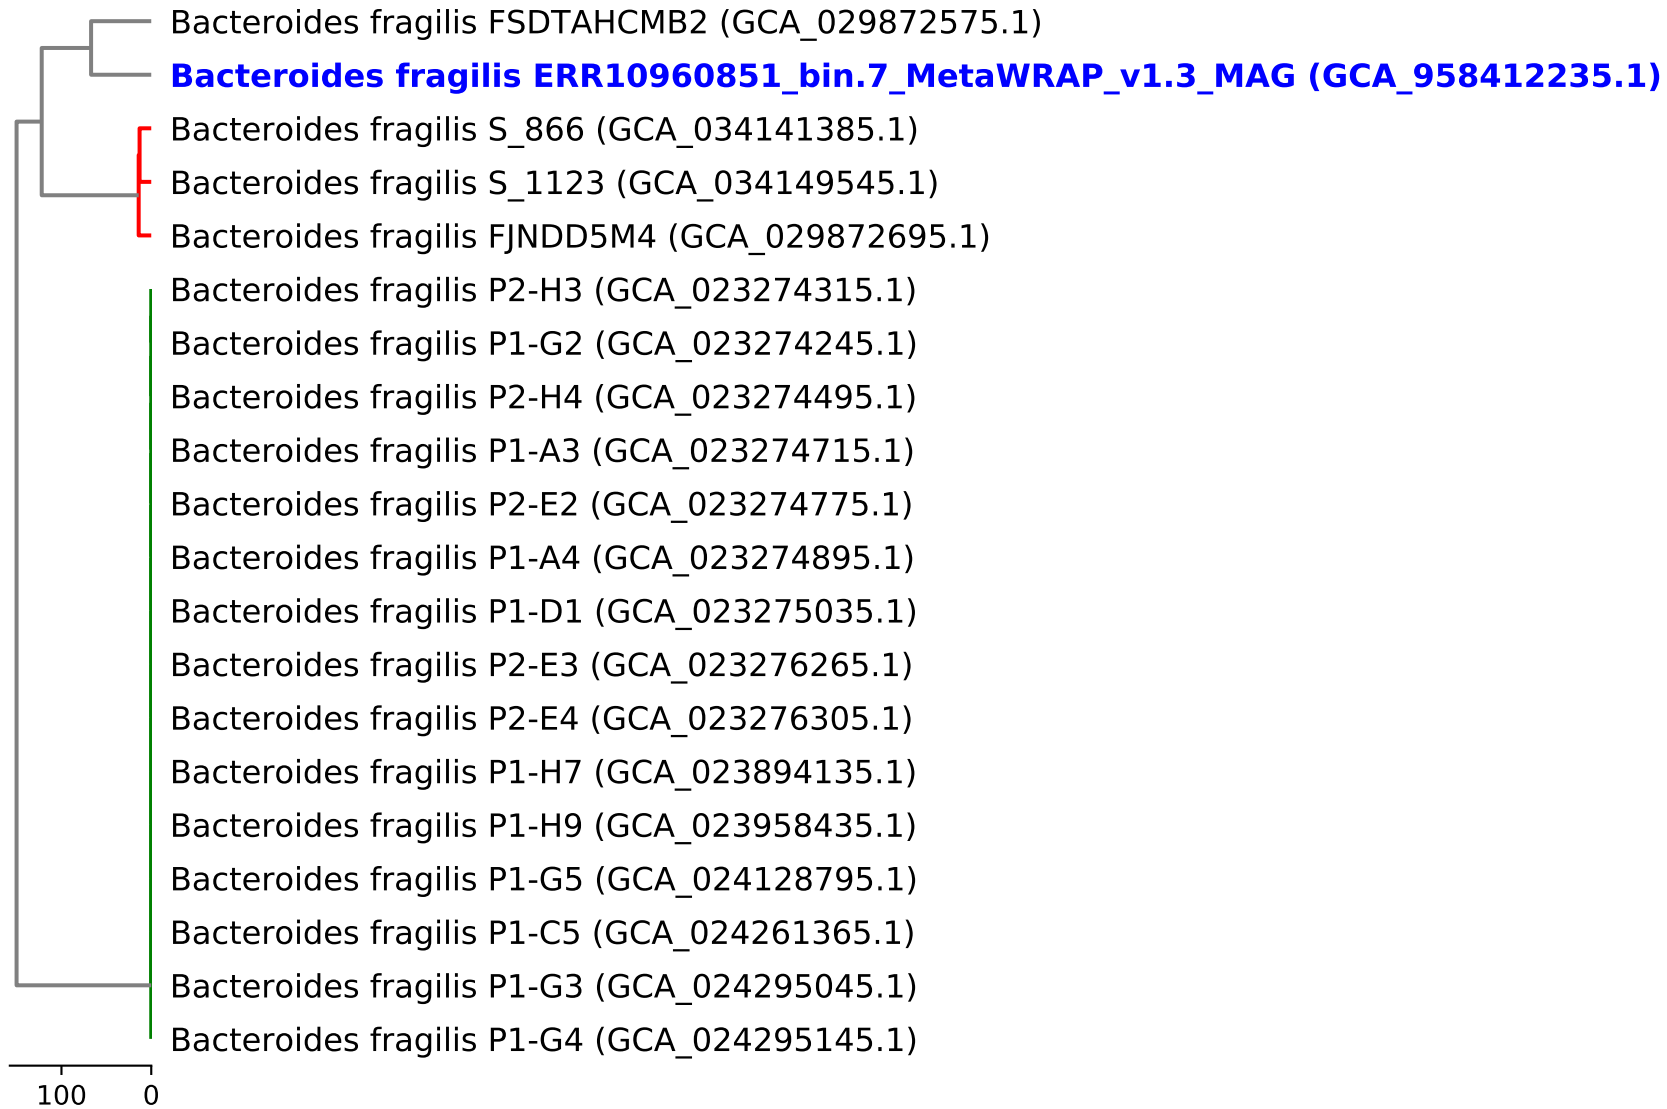 Bacteroides fragilis FSDTAHCMB2 (GCA_029872575.1)
Bacteroides fragilis ERR10960851_bin.7_MetaWRAP_v1.3_MAG (GCA_958412235.1)
Bacteroides fragilis S_866 (GCA_034141385.1)
Bacteroides fragilis S_1123 (GCA_034149545.1)
Bacteroides fragilis FJNDD5M4 (GCA_029872695.1)
Bacteroides fragilis P2-H3 (GCA_023274315.1)
Bacteroides fragilis P1-G2 (GCA_023274245.1)
Bacteroides fragilis P2-H4 (GCA_023274495.1)
Bacteroides fragilis P1-A3 (GCA_023274715.1)
Bacteroides fragilis P2-E2 (GCA_023274775.1)
Bacteroides fragilis P1-A4 (GCA_023274895.1)
Bacteroides fragilis P1-D1 (GCA_023275035.1)
Bacteroides fragilis P2-E3 (GCA_023276265.1)
Bacteroides fragilis P2-E4 (GCA_023276305.1)
Bacteroides fragilis P1-H7 (GCA_023894135.1)
Bacteroides fragilis P1-H9 (GCA_023958435.1)
Bacteroides fragilis P1-G5 (GCA_024128795.1)
Bacteroides fragilis P1-C5 (GCA_024261365.1)
Bacteroides fragilis P1-G3 (GCA_024295045.1)
Bacteroides fragilis P1-G4 (GCA_024295145.1)
100 0